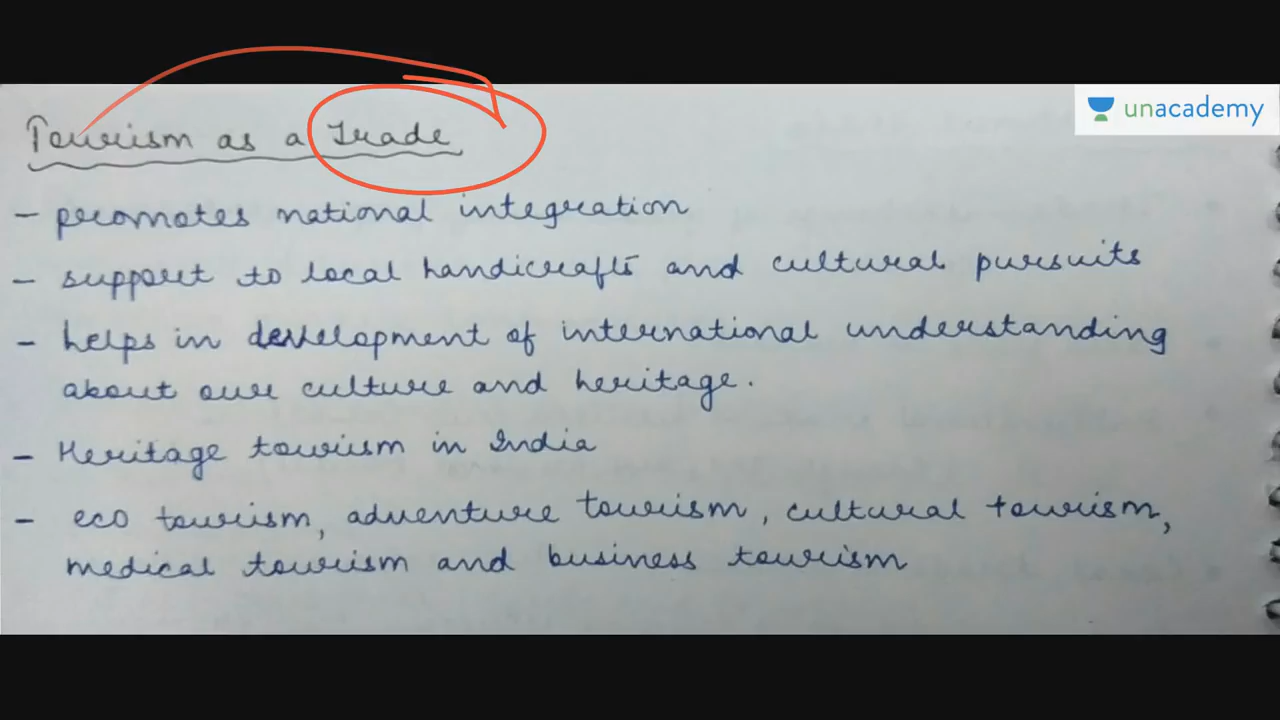 Tourism as a Trade
unacademy
- promotes national integration
- support to local handicrafts and cultural pursuits
- helps in development of international understanding
about our culture and heritage.
- Heritage tourism in India
- eco tourism, adventure tourism, cultural tourism,
medical tourism and business tourism